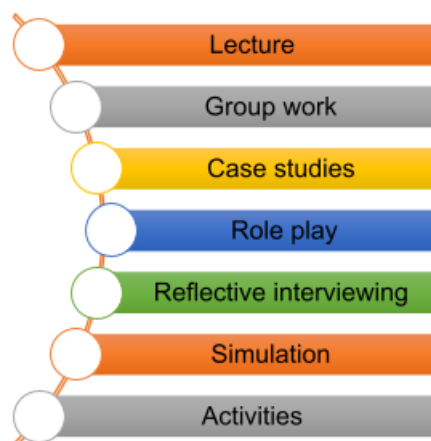 Lecture
Group work
Case studies
Role play
Reflective interviewing
Simulation
Activities